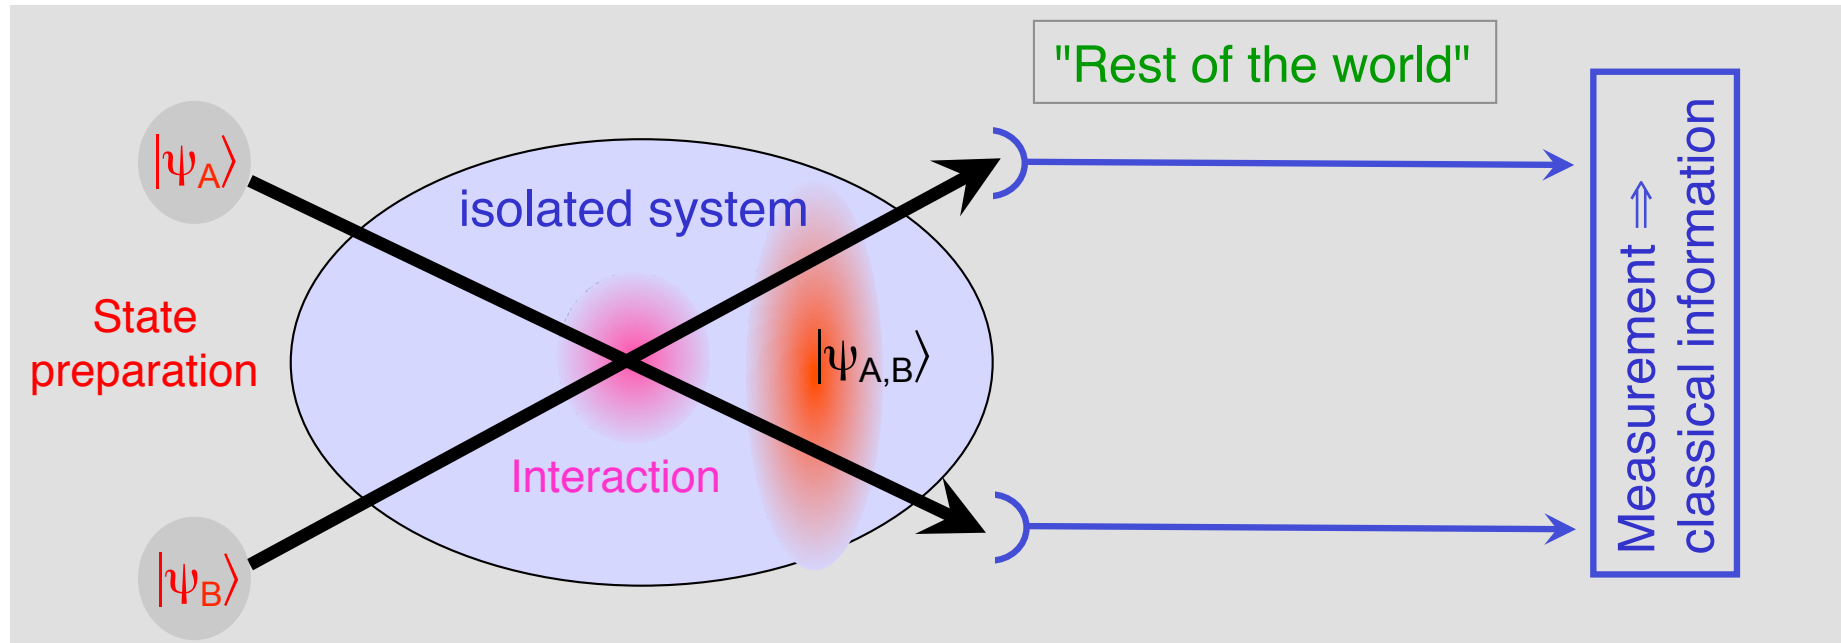 "Rest of the world"
|ψA⟩
isolated system
State
preparation
|ψA,B⟩
Interaction
|ψB⟩
Measurement ⇒
classical information